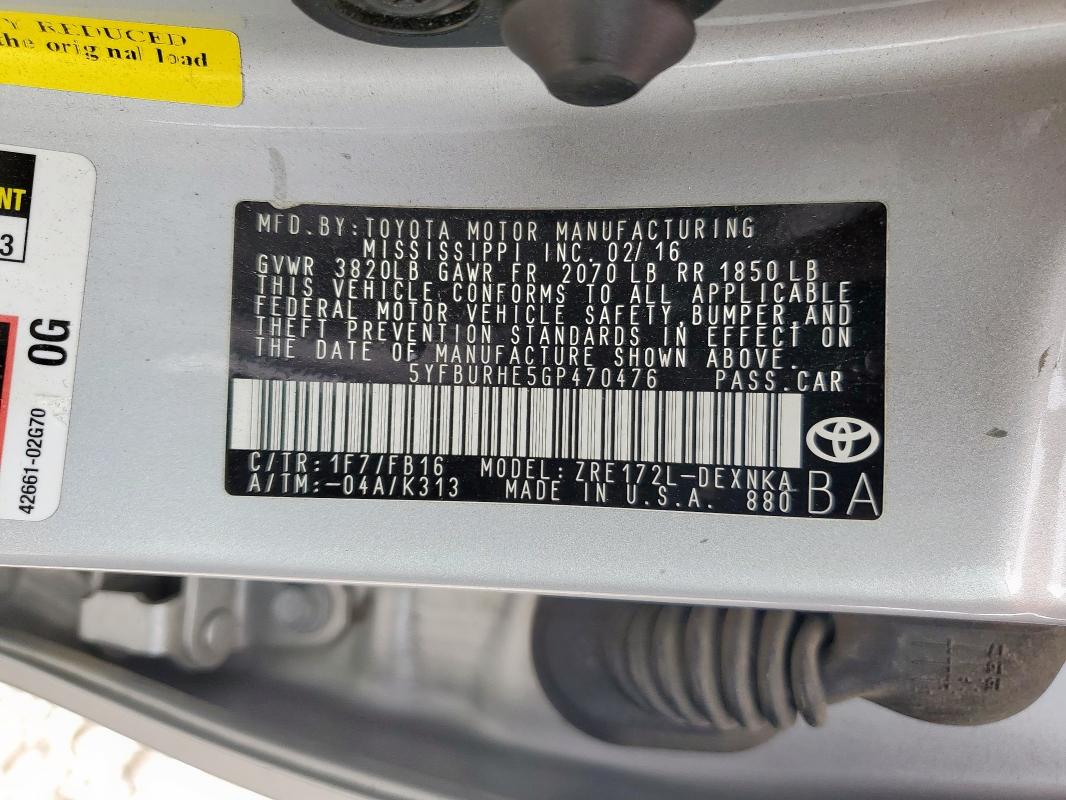 Y REDUCED
the original load
NT
3
0G
42661-02G70
MFD.BY:TOYOTA MOTOR MANUFACTURING
MISSISSIPPI INC. 02/16
GVWR 3820LB GAWR FR 2070 LB RR 1850 LB
THIS VEHICLE CONFORMS TO ALL APPLICABLE
FEDERAL MOTOR VEHICLE SAFETY,BUMPER,AND
THEFT PREVENTION STANDARDS IN EFFECT ON
THE DATE OF MANUFACTURE SHOWN ABOVE.
5YFBURHE5GP470476 PASS.CAR
C/TR:1F7/FB16 MODEL:ZRE172L-DEXNKA
A/TM:-04A/K313 MADE IN U.S.A. 880 BA